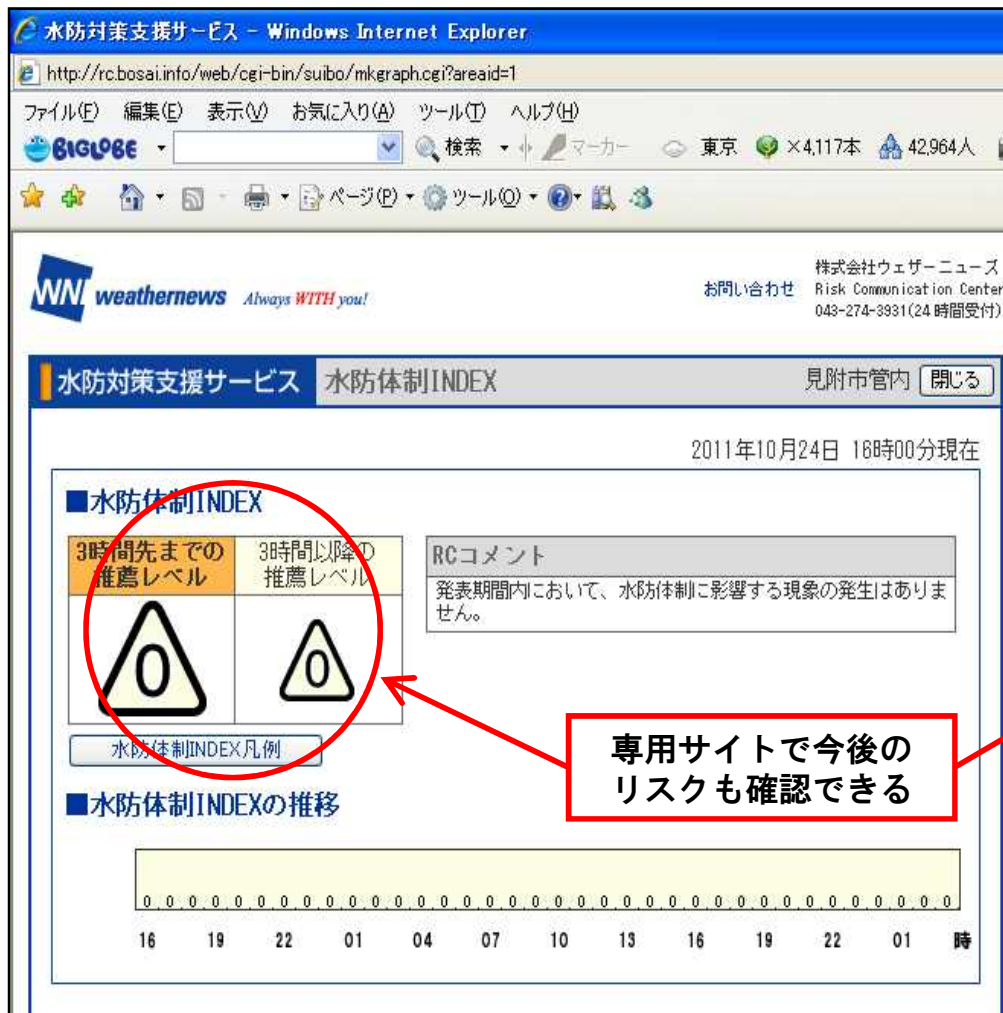 水防対策支援サービス - Windows Internet Explorer
http://rc.bosai.info/web/cgi-bin/suibo/mkgraph.cgi?areaid=1
ファイル(F) 編集(E) 表示(V) お気に入り(A) ツール(T) ヘルプ(H)
BIGLOBE 検索 マーカー 東京 ×4,117本 42,964人
ページ(P) ツール(O)
株式会社ウェザーニューズ
WNI weathernews Always WITH you! お問い合わせ Risk Communication Center
043-274-3931(24時間受付)
水防対策支援サービス 水防体制INDEX 見附市管内 閉じる
2011年10月24日 16時00分現在
■水防体制INDEX
3時間先までの
推薦レベル
3時間以降の
推薦レベル
0 0
RCコメント
発表期間内において、水防体制に影響する現象の発生はありま
せん。
水防体制INDEX凡例
専用サイトで今後の
リスクも確認できる
■水防体制INDEXの推移
0 0 0 0 0 0 0 0 0 0 0 0 0 0 0 0 0 0 0 0 0 0 0 0 0 0 0 0 0 0 0 0 0 0 0 0
16 19 22 01 04 07 10 13 16 19 22 01 時